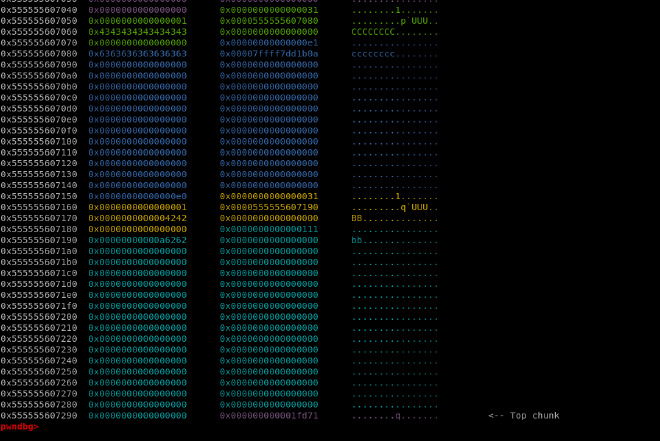 0x555555607040 0x0000000000000000 0x0000000000000031 ........1.......
0x555555607050 0x0000000000000001 0x0000555555607080 .........p`UUU..
0x555555607060 0x4343434343434343 0x0000000000000000 CCCCCCCC........
0x555555607070 0x0000000000000000 0x00000000000000e1 ................
0x555555607080 0x6363636363636363 0x00007ffff7dd1b0a cccccccc........
0x555555607090 0x0000000000000000 0x0000000000000000 ................
0x5555556070a0 0x0000000000000000 0x0000000000000000 ................
0x5555556070b0 0x0000000000000000 0x0000000000000000 ................
0x5555556070c0 0x0000000000000000 0x0000000000000000 ................
0x5555556070d0 0x0000000000000000 0x0000000000000000 ................
0x5555556070e0 0x0000000000000000 0x0000000000000000 ................
0x5555556070f0 0x0000000000000000 0x0000000000000000 ................
0x555555607100 0x0000000000000000 0x0000000000000000 ................
0x555555607110 0x0000000000000000 0x0000000000000000 ................
0x555555607120 0x0000000000000000 0x0000000000000000 ................
0x555555607130 0x0000000000000000 0x0000000000000000 ................
0x555555607140 0x0000000000000000 0x0000000000000000 ................
0x555555607150 0x00000000000000e0 0x0000000000000031 ........1.......
0x555555607160 0x0000000000000001 0x0000555555607190 .........q`UUU..
0x555555607170 0x0000000000004242 0x0000000000000000 BB..............
0x555555607180 0x0000000000000000 0x0000000000000111 ................
0x555555607190 0x00000000000a6262 0x0000000000000000 bb..............
0x5555556071a0 0x0000000000000000 0x0000000000000000 ................
0x5555556071b0 0x0000000000000000 0x0000000000000000 ................
0x5555556071c0 0x0000000000000000 0x0000000000000000 ................
0x5555556071d0 0x0000000000000000 0x0000000000000000 ................
0x5555556071e0 0x0000000000000000 0x0000000000000000 ................
0x5555556071f0 0x0000000000000000 0x0000000000000000 ................
0x555555607200 0x0000000000000000 0x0000000000000000 ................
0x555555607210 0x0000000000000000 0x0000000000000000 ................
0x555555607220 0x0000000000000000 0x0000000000000000 ................
0x555555607230 0x0000000000000000 0x0000000000000000 ................
0x555555607240 0x0000000000000000 0x0000000000000000 ................
0x555555607250 0x0000000000000000 0x0000000000000000 ................
0x555555607260 0x0000000000000000 0x0000000000000000 ................
0x555555607270 0x0000000000000000 0x0000000000000000 ................
0x555555607280 0x0000000000000000 0x0000000000000000 ................
0x555555607290 0x0000000000000000 0x000000000001fd71 ........q....... <-- Top chunk
pwndbg>